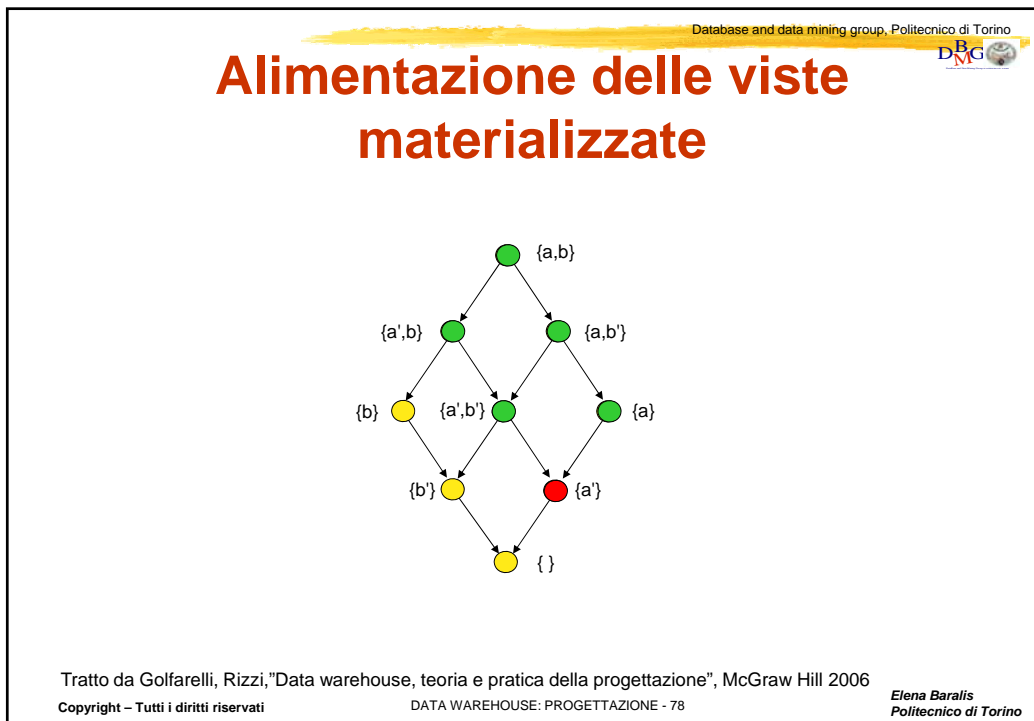 Database and data mining group, Politecnico di Torino
DBMG
Alimentazione delle viste
materializzate
{a,b}
{a',b} {a,b'}
{b} {a',b'} {a}
{b'} {a'}
{ }
Tratto da Golfarelli, Rizzi,"Data warehouse, teoria e pratica della progettazione", McGraw Hill 2006
Copyright – Tutti i diritti riservati DATA WAREHOUSE: PROGETTAZIONE - 78 Elena Baralis
Politecnico di Torino